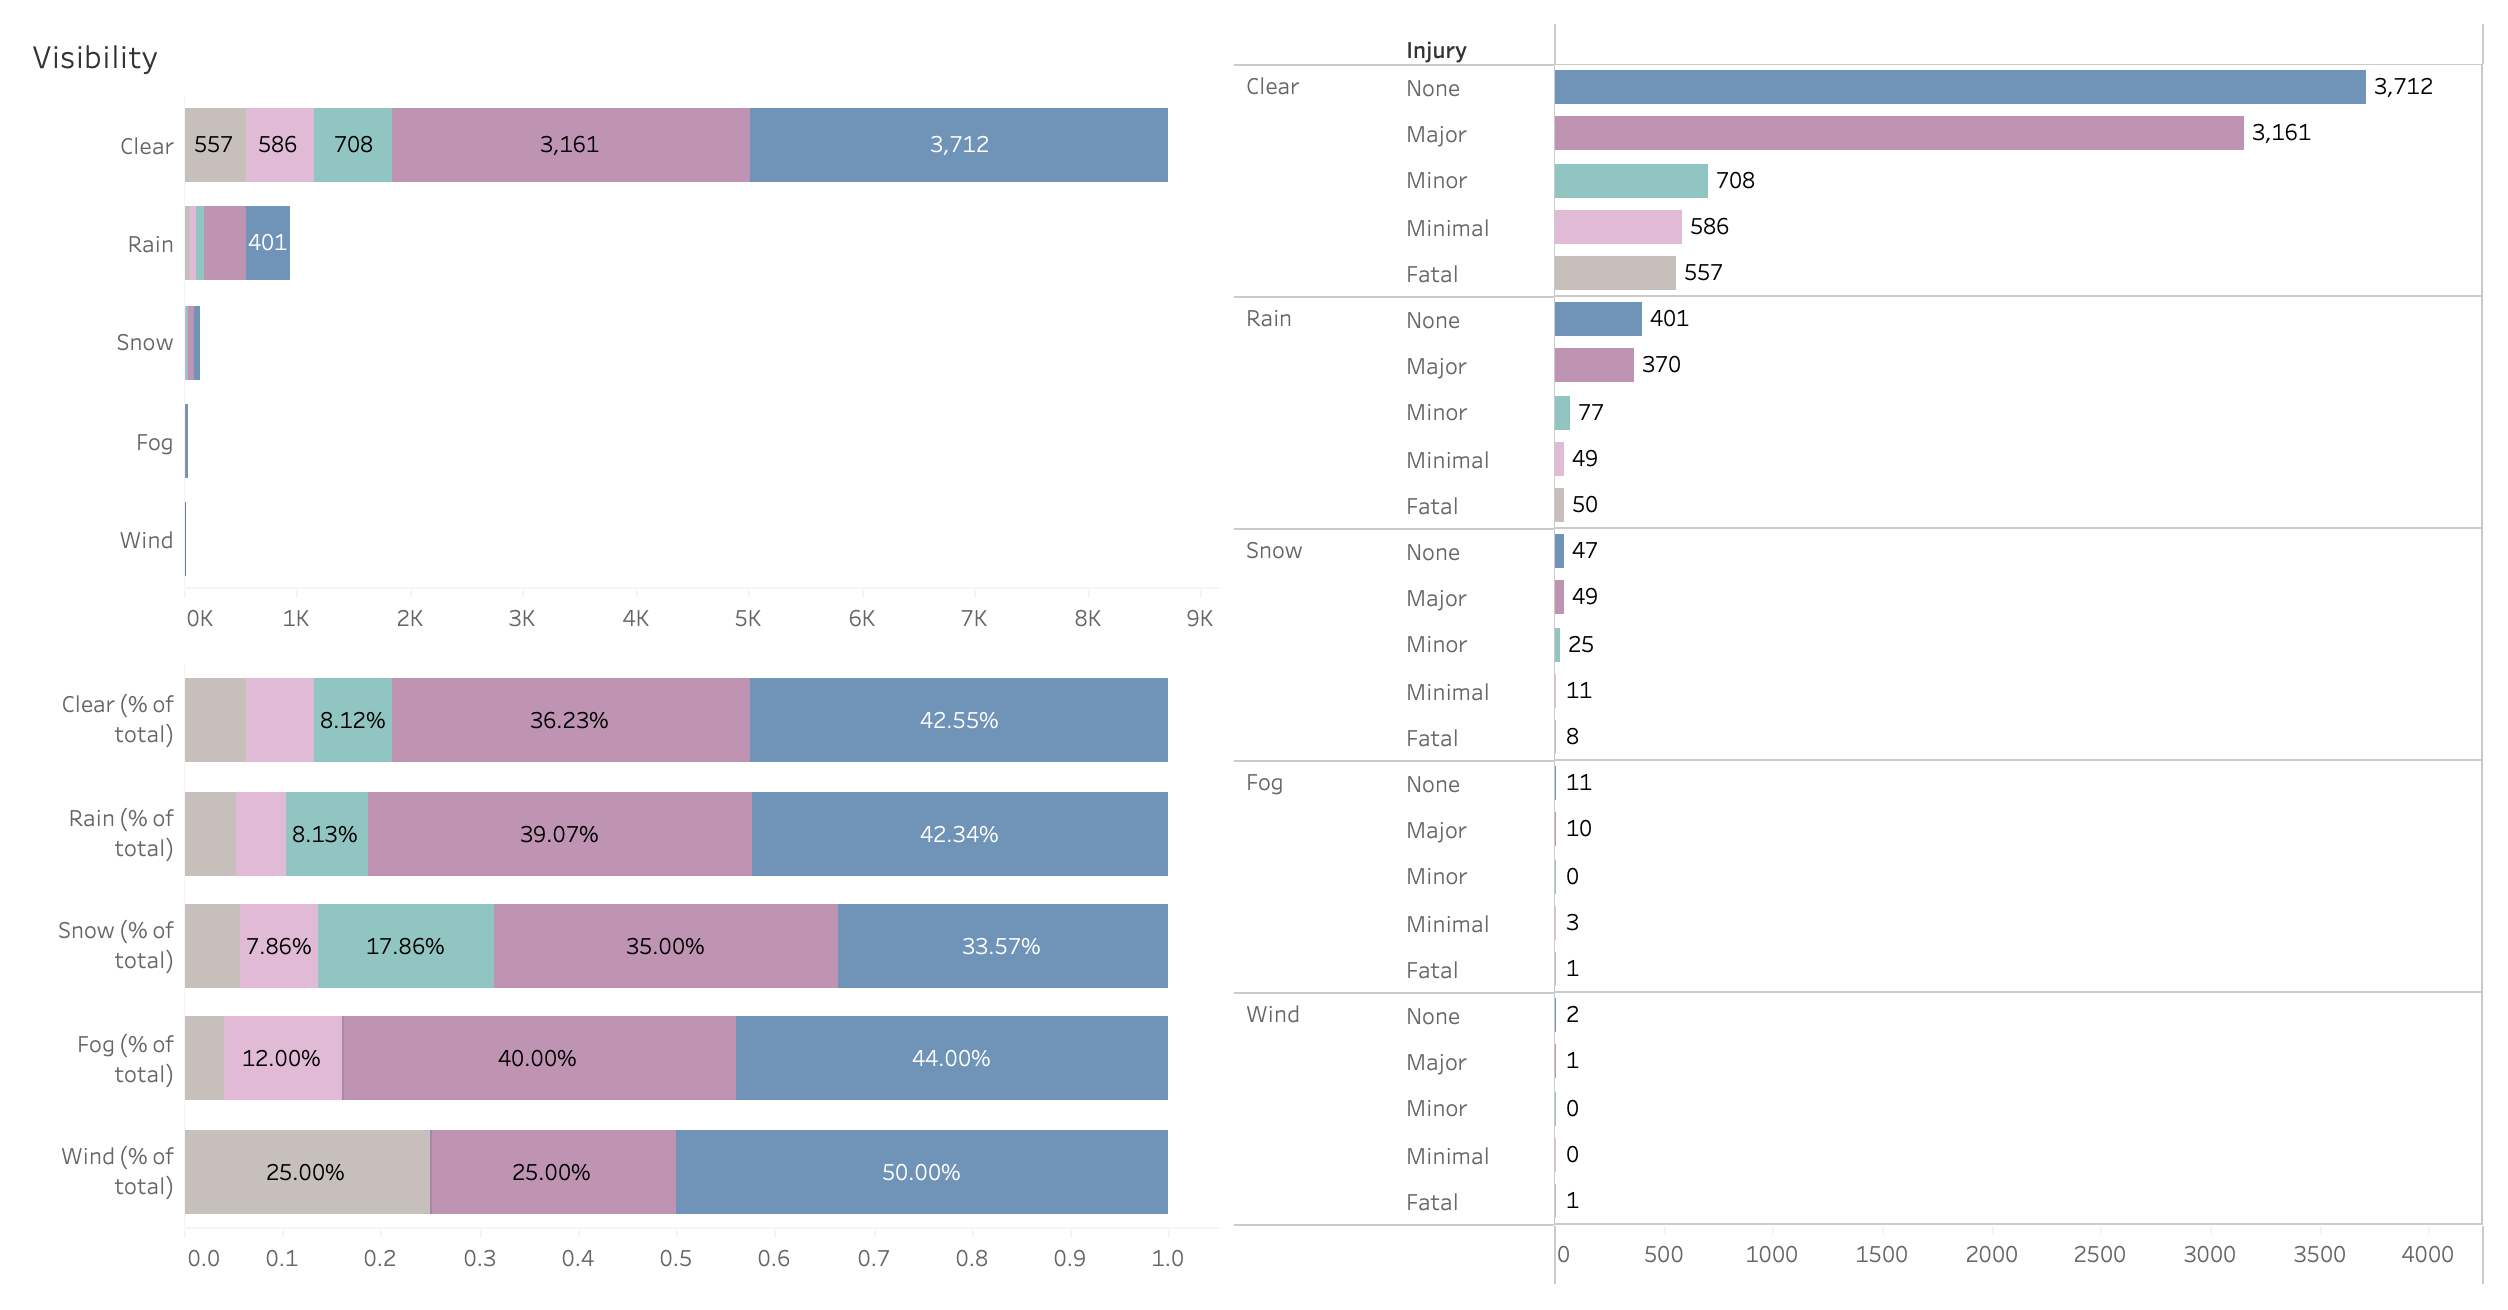 Visibility
Clear 557 586 708 3,161 3,712
Rain 401
Snow
Fog
Wind
0K 1K 2K 3K 4K 5K 6K 7K 8K 9K
Clear (% of
total)
8.12% 36.23% 42.55%
Rain (% of
total)
8.13% 39.07% 42.34%
Snow (% of
total)
7.86% 17.86% 35.00% 33.57%
Fog (% of
total)
12.00% 40.00% 44.00%
Wind (% of
total)
25.00% 25.00% 50.00%
0.0 0.1 0.2 0.3 0.4 0.5 0.6 0.7 0.8 0.9 1.0
Injury
Clear None 3,712
Major 3,161
Minor 708
Minimal 586
Fatal 557
Rain None 401
Major 370
Minor 77
Minimal 49
Fatal 50
Snow None 47
Major 49
Minor 25
Minimal 11
Fatal 8
Fog None 11
Major 10
Minor 0
Minimal 3
Fatal 1
Wind None 2
Major 1
Minor 0
Minimal 0
Fatal 1
0 500 1000 1500 2000 2500 3000 3500 4000